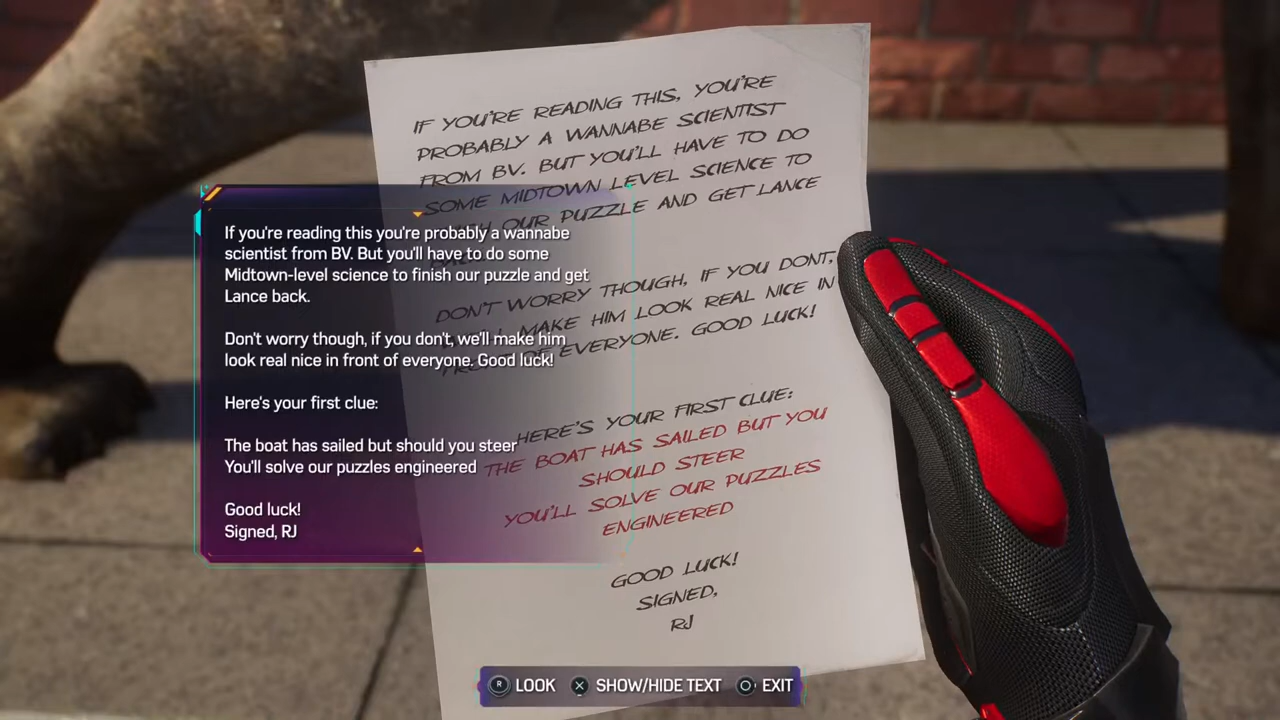 IF YOU'RE READING THIS, YOU'RE
PROBABLY A WANNABE SCIENTIST
FROM BV. BUT YOU'LL HAVE TO DO
SOME MIDTOWN LEVEL SCIENCE TO
OUR PUZZLE AND GET LANCE
DON'T WORRY THOUGH, IF YOU DONT,
MAKE HIM LOOK REAL NICE IN
OF EVERYONE. GOOD LUCK!
HERE'S YOUR FIRST CLUE:
THE BOAT HAS SAILED BUT YOU
SHOULD STEER
YOU'LL SOLVE OUR PUZZLES
ENGINEERED
GOOD LUCK!
SIGNED,
RJ
If you're reading this you're probably a wannabe
scientist from BV. But you'll have to do some
Midtown-level science to finish our puzzle and get
Lance back.
Don't worry though, if you don't, we'll make him
look real nice in front of everyone. Good luck!
Here's your first clue:
The boat has sailed but should you steer
You'll solve our puzzles engineered
Good luck!
Signed, RJ
R LOOK SHOW/HIDE TEXT EXIT